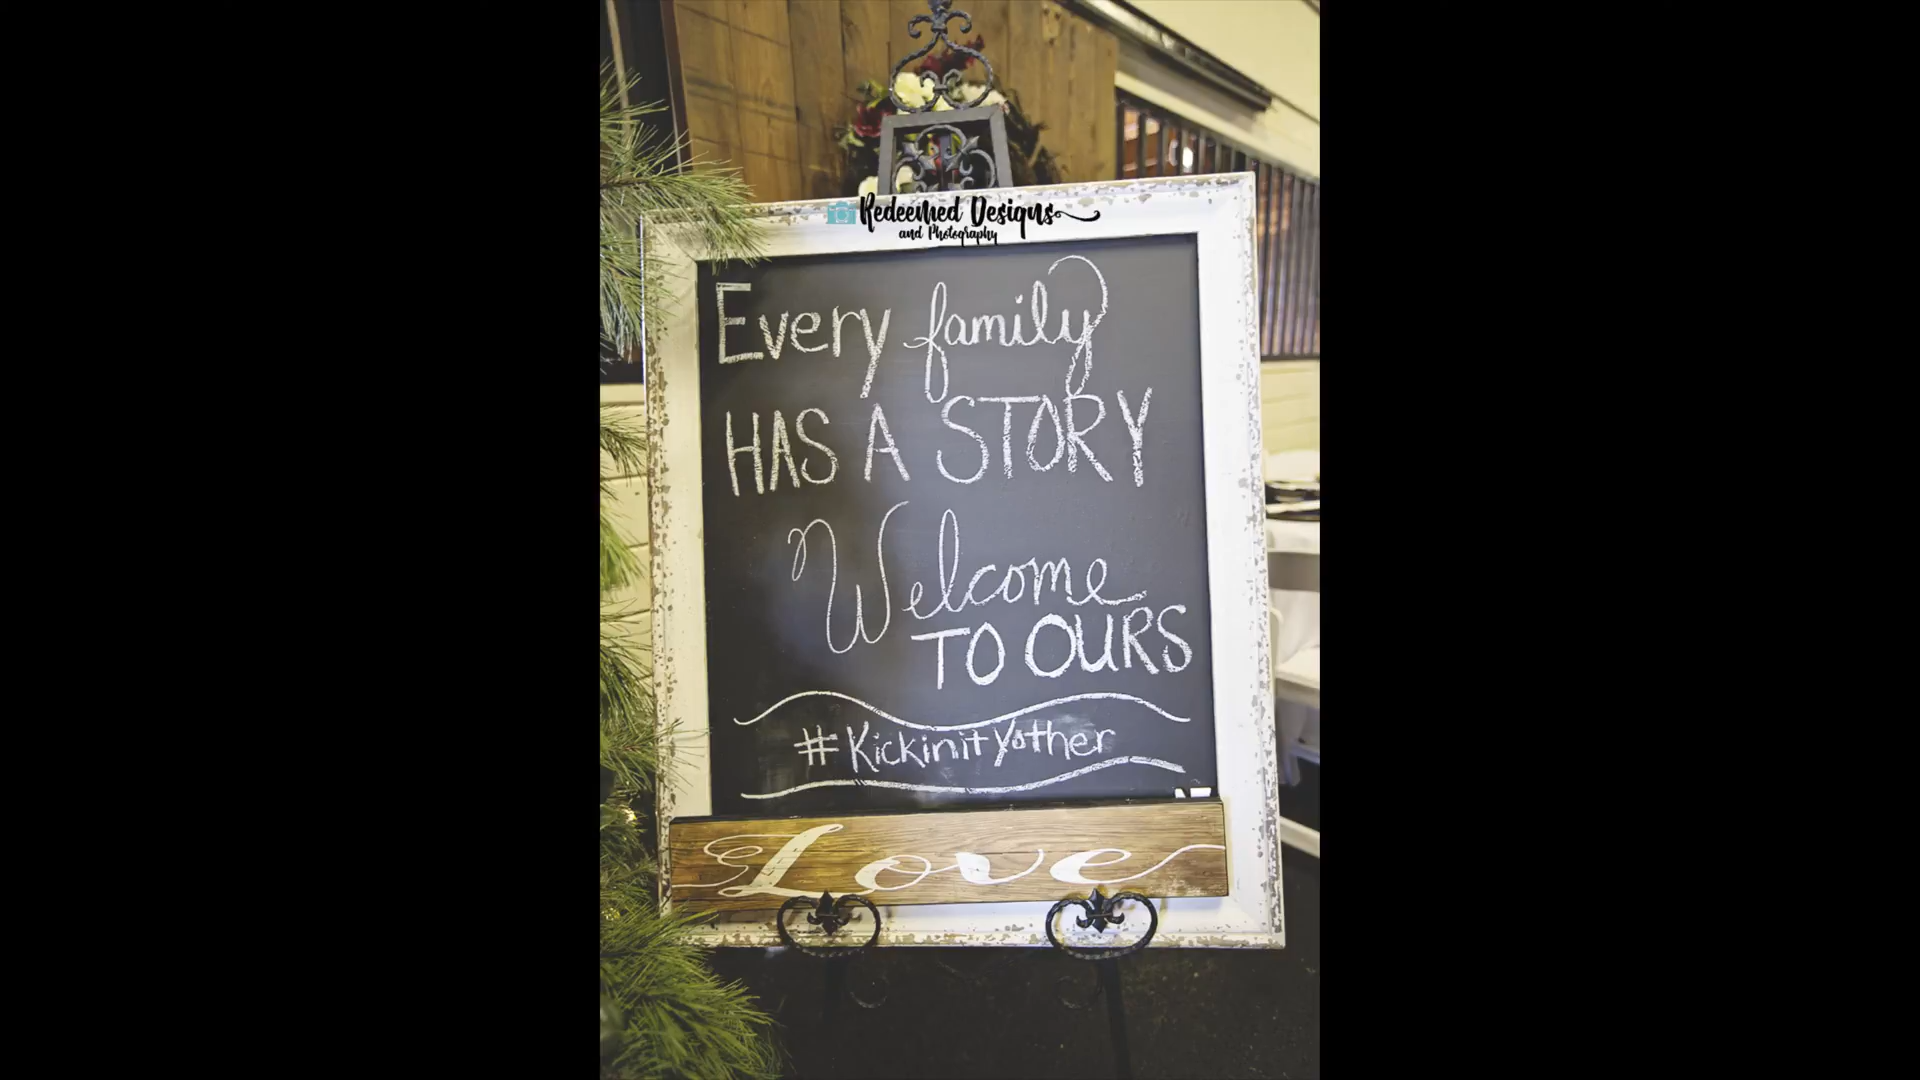 Redeemed Designs
and Photography
Every family
HAS A STORY
Welcome
TO OURS
#KickinitYother
Love